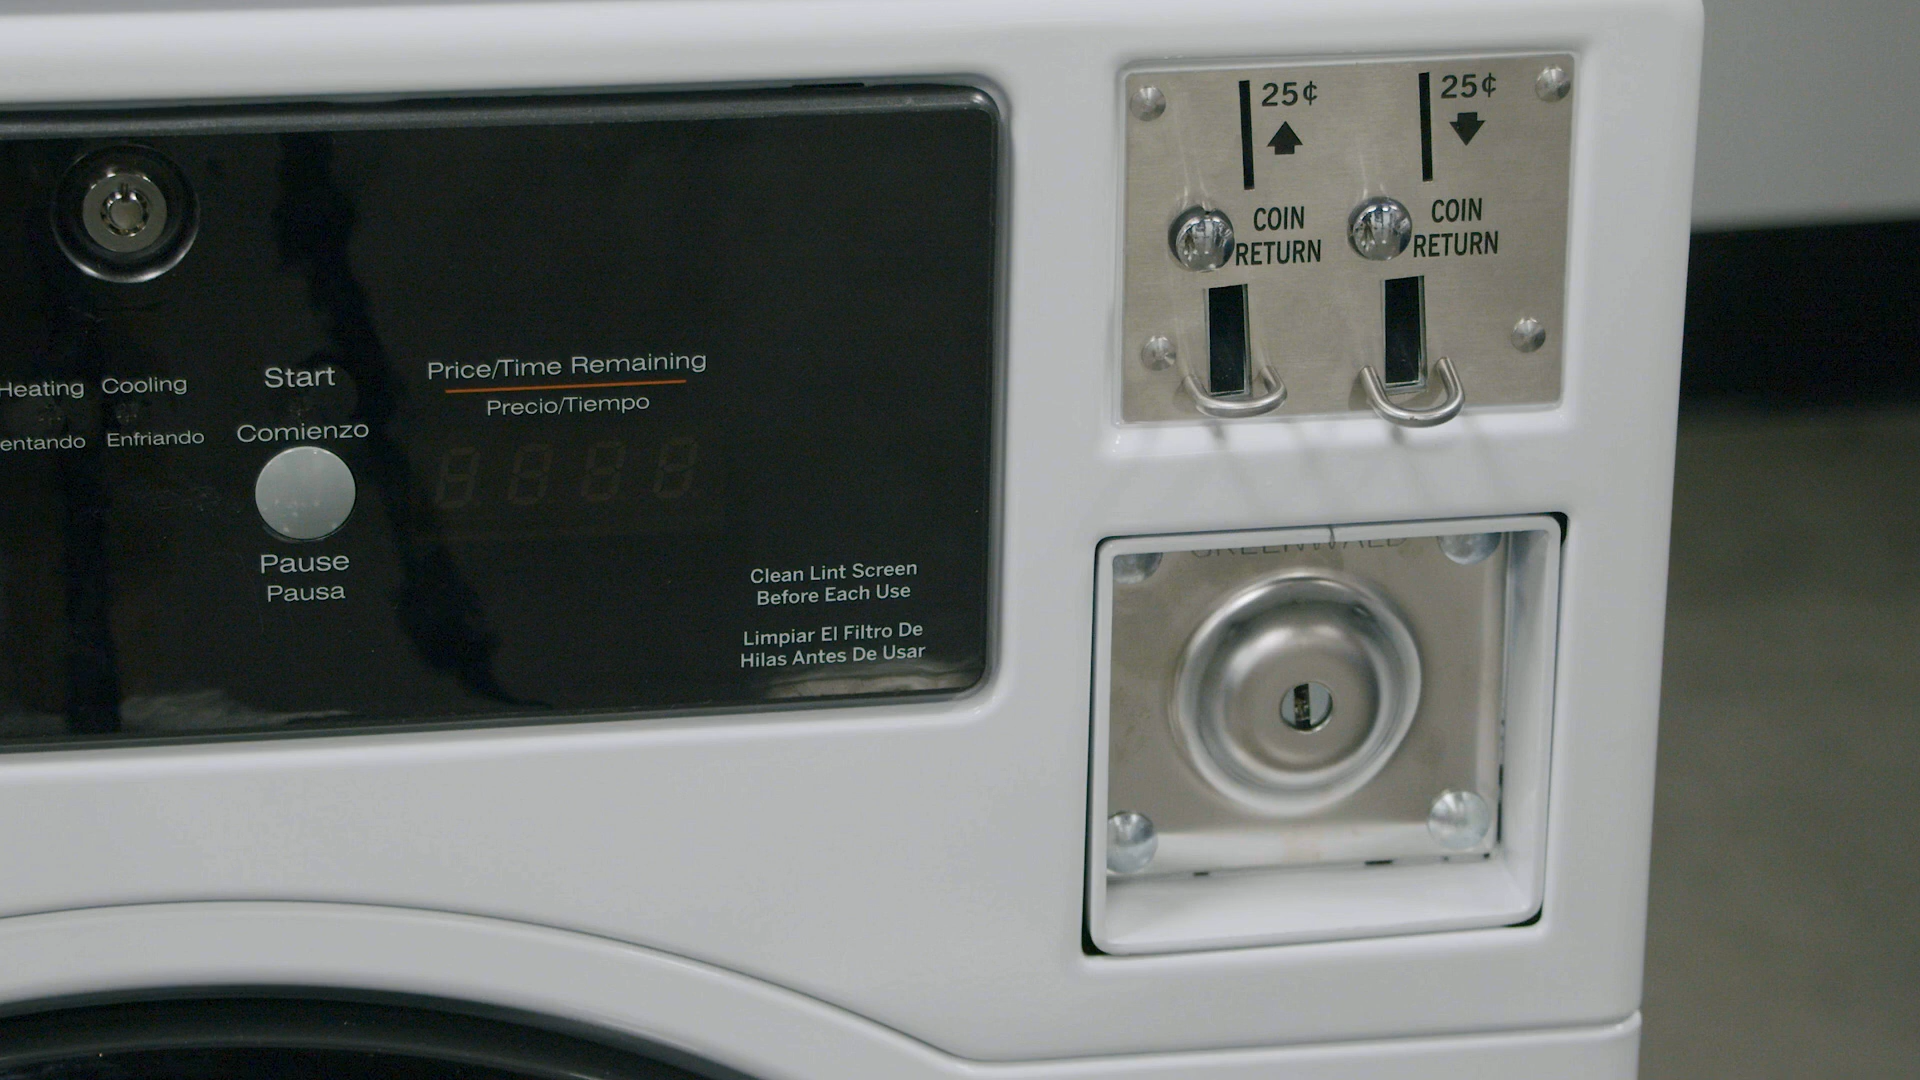 25¢
25¢
COIN
RETURN
COIN
RETURN
Price/Time Remaining
Precio/Tiempo
Heating
Cooling
Enfriando
Start
Comienzo
Pause
Pausa
Clean Lint Screen
Before Each Use
Limpiar El Filtro De
Hilas Antes De Usar
GREENWALD